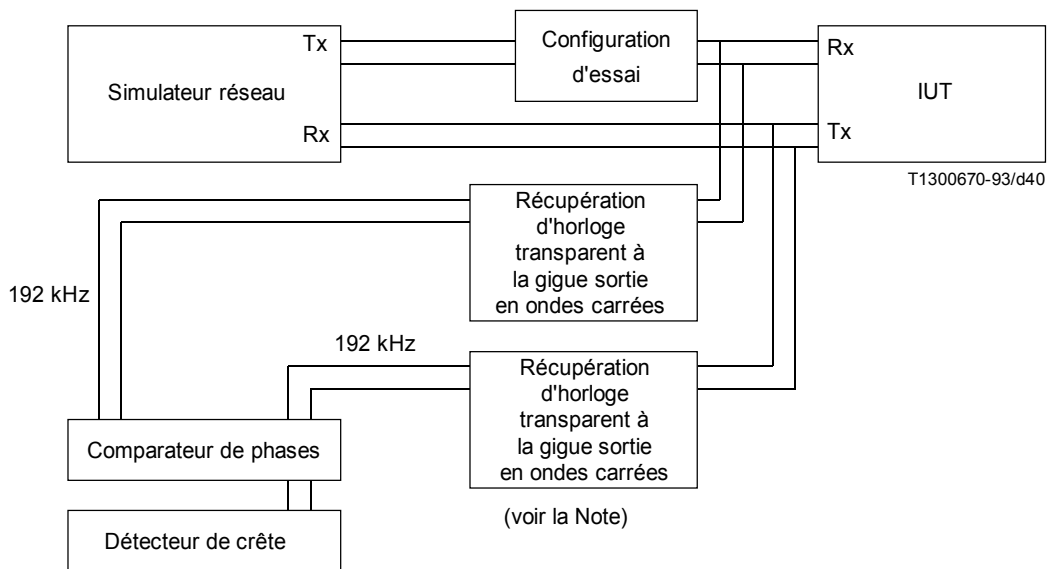 Tx
Configuration
d'essai
Rx
Simulateur réseau
IUT
Rx
Tx
T1300670-93/d40
Récupération
d'horloge
transparent à
la gigue sortie
en ondes carrées
192 kHz
192 kHz
Récupération
d'horloge
transparent à
la gigue sortie
en ondes carrées
Comparateur de phases
(voir la Note)
Détecteur de crête